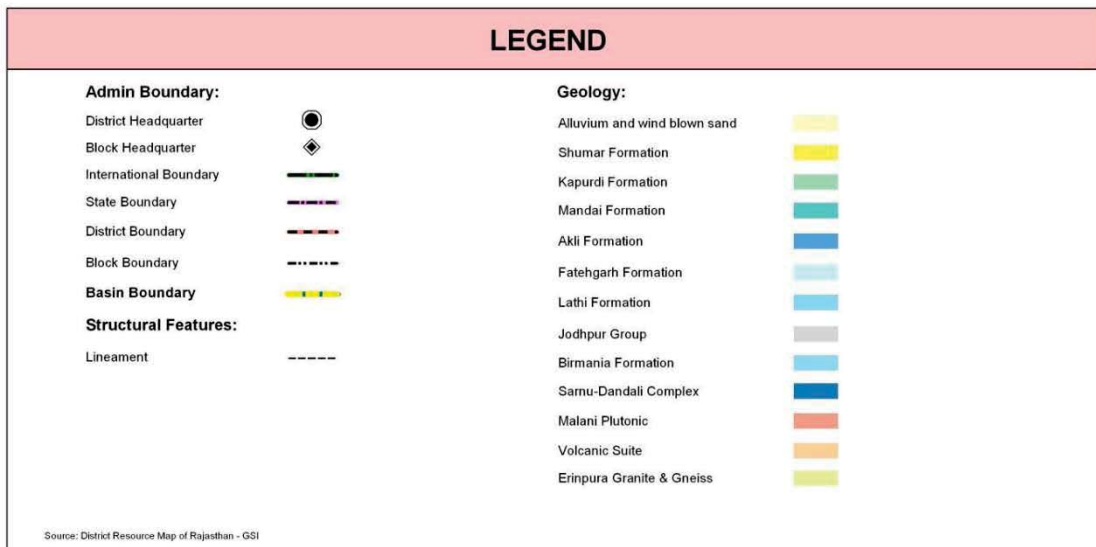 LEGEND
Admin Boundary:
District Headquarter
Block Headquarter
International Boundary
State Boundary
District Boundary
Block Boundary
Basin Boundary
Structural Features:
Lineament
Geology:
Alluvium and wind blown sand
Shumar Formation
Kapurdi Formation
Mandai Formation
Akli Formation
Fatehgarh Formation
Lathi Formation
Jodhpur Group
Birmania Formation
Sarnu-Dandali Complex
Malani Plutonic
Volcanic Suite
Erinpura Granite & Gneiss
Source: District Resource Map of Rajasthan - GSI